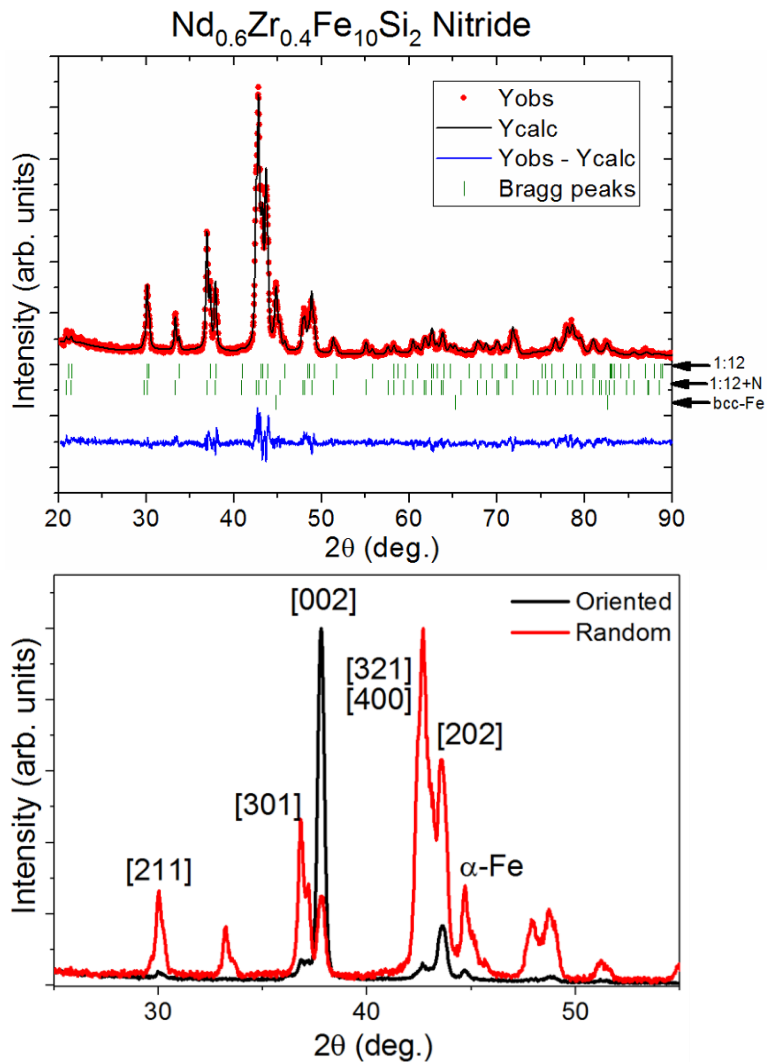 Nd0.6Zr0.4Fe10Si2 Nitride
Yobs
Ycalc
Yobs - Ycalc
Bragg peaks
Intensity (arb. units)
1:12
1:12+N
bcc-Fe
20 30 40 50 60 70 80 90
2θ (deg.)
[002]
Oriented
Random
[321]
[400]
[202]
[301]
[211]
α-Fe
Intensity (arb. units)
30 40 50
2θ (deg.)